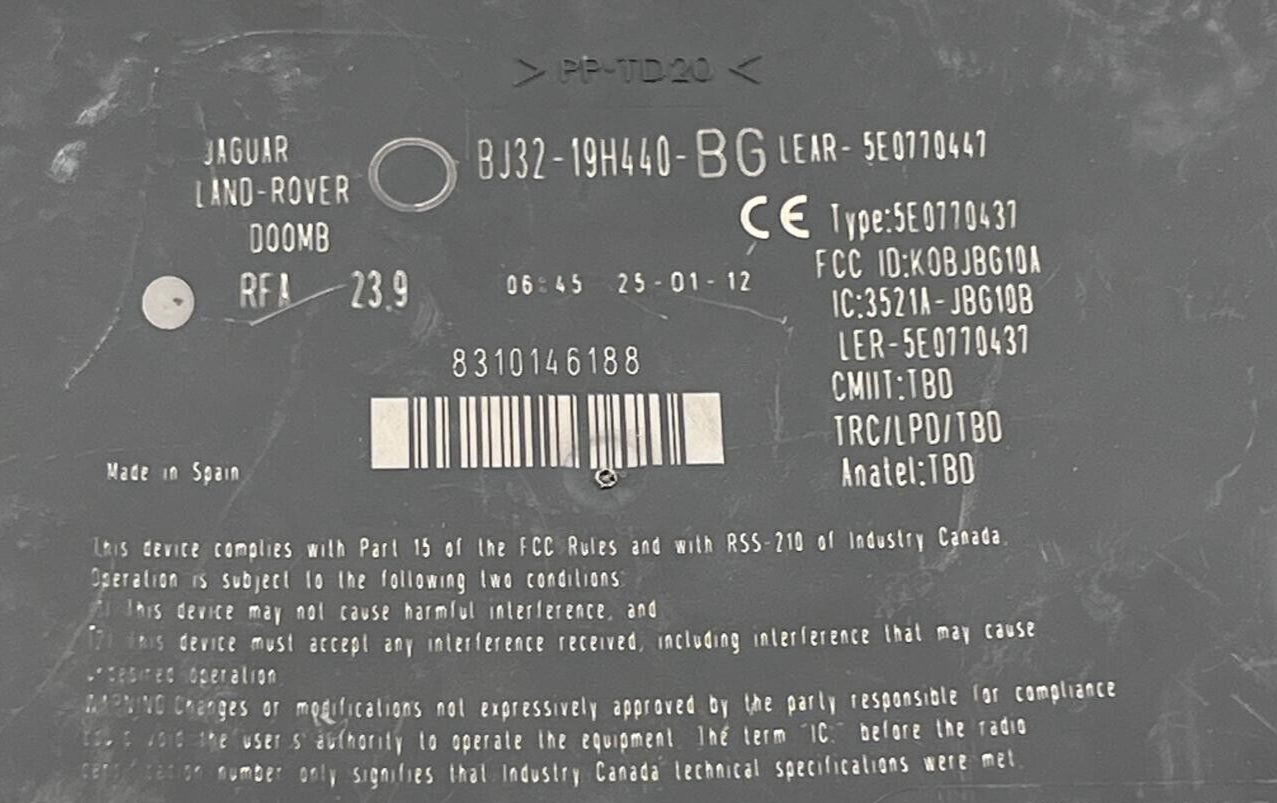 > PP-TD20 <
JAGUAR
LAND-ROVER
DOOMB
RFA 23.9
BJ32-19H440-BG LEAR- 5E0770447
CE Type:5E0770437
FCC ID:KOBJBG10A
IC:3521A-JBG10B
LER-5E0770437
CMIIT:TBD
TRC/LPD/TBD
Anatel:TBD
06:45 25-01-12
8310146188
Made in Spain
This device complies with Part 15 of the FCC Rules and with RSS-210 of Industry Canada.
Operation is subject to the following two conditions:
This device may not cause harmful interference, and
this device must accept any interference received, including interference that may cause
undesired operation
WARNING Changes or modifications not expressively approved by the party responsible for compliance
could void the user s authority to operate the equipment. The term "IC:" before the radio
certification number only signifies that Industry Canada technical specifications were met.